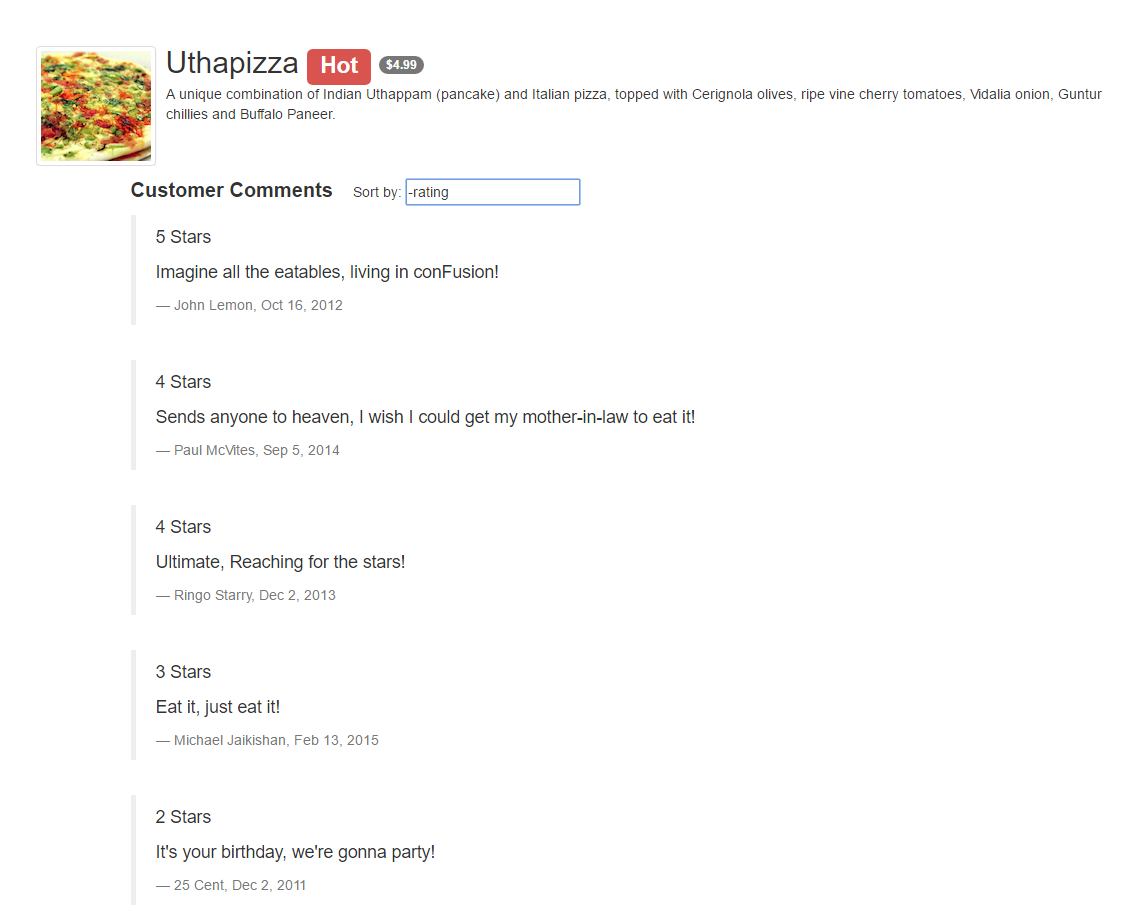 Uthapizza Hot $4.99
A unique combination of Indian Uthappam (pancake) and Italian pizza, topped with Cerignola olives, ripe vine cherry tomatoes, Vidalia onion, Guntur
chillies and Buffalo Paneer.
Customer Comments Sort by: -rating
5 Stars
Imagine all the eatables, living in conFusion!
— John Lemon, Oct 16, 2012
4 Stars
Sends anyone to heaven, I wish I could get my mother-in-law to eat it!
— Paul McVites, Sep 5, 2014
4 Stars
Ultimate, Reaching for the stars!
— Ringo Starry, Dec 2, 2013
3 Stars
Eat it, just eat it!
— Michael Jaikishan, Feb 13, 2015
2 Stars
It's your birthday, we're gonna party!
— 25 Cent, Dec 2, 2011